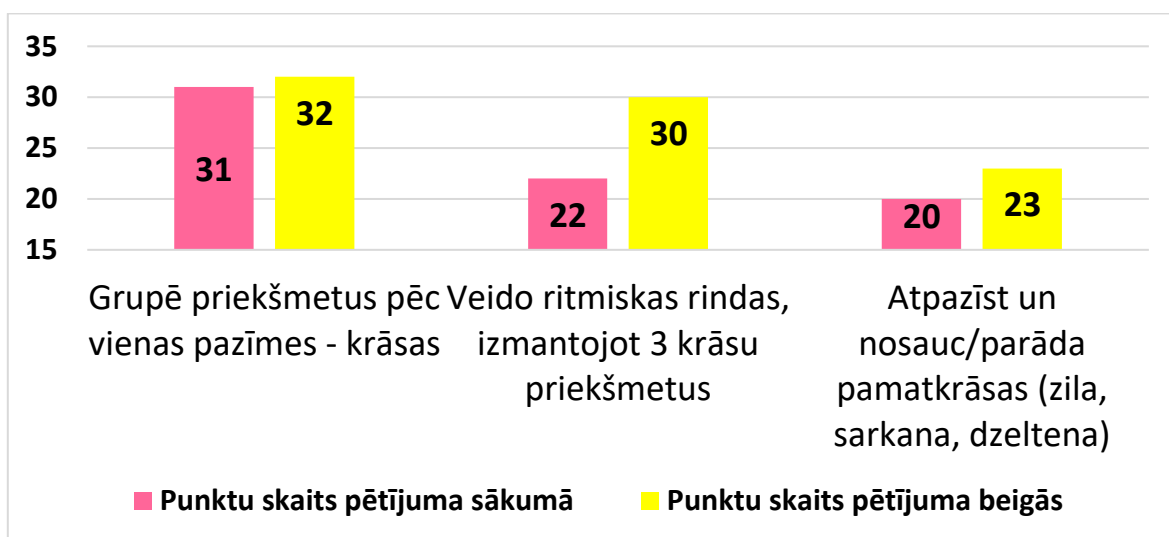 35
30
25
20
15
31
32
22
30
20
23
Grupē priekšmetus pēc
vienas pazīmes - krāsas
Veido ritmiskas rindas,
izmantojot 3 krāsu
priekšmetus
Atpazīst un
nosauc/parāda
pamatkrāsas (zila,
sarkana, dzeltena)
Punktu skaits pētījuma sākumā
Punktu skaits pētījuma beigās